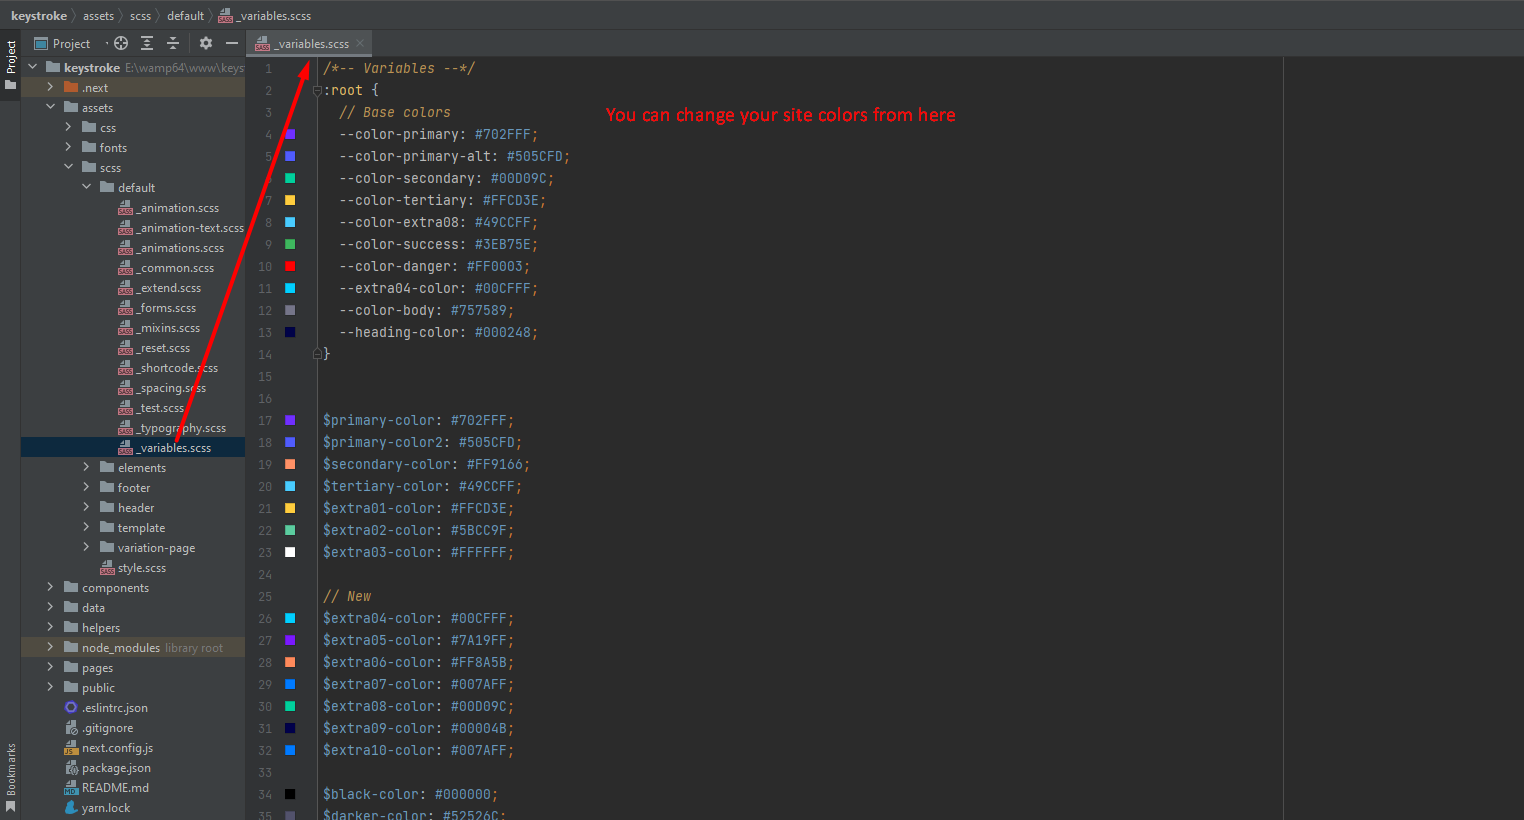 keystroke assets scss default _variables.scss
Project
_variables.scss
Project
keystroke E:\wamp64\www\keys
.next
assets
css
fonts
scss
default
_animation.scss
_animation-text.scss
_animations.scss
_common.scss
_extend.scss
_forms.scss
_mixins.scss
_reset.scss
_shortcode.scss
_spacing.scss
_test.scss
_typography.scss
_variables.scss
elements
footer
header
template
variation-page
style.scss
components
data
helpers
node_modules library root
pages
public
.eslintrc.json
.gitignore
next.config.js
package.json
README.md
yarn.lock
Bookmarks
You can change your site colors from here
1 /*-- Variables --*/
2 :root {
3 // Base colors
4 --color-primary: #702FFF;
5 --color-primary-alt: #505CFD;
6 --color-secondary: #00D09C;
7 --color-tertiary: #FFCD3E;
8 --color-extra08: #49CCFF;
9 --color-success: #3EB75E;
10 --color-danger: #FF0003;
11 --extra04-color: #00CFFF;
12 --color-body: #757589;
13 --heading-color: #000248;
14 }
15
16
17 $primary-color: #702FFF;
18 $primary-color2: #505CFD;
19 $secondary-color: #FF9166;
20 $tertiary-color: #49CCFF;
21 $extra01-color: #FFCD3E;
22 $extra02-color: #5BCC9F;
23 $extra03-color: #FFFFFF;
24
25 // New
26 $extra04-color: #00CFFF;
27 $extra05-color: #7A19FF;
28 $extra06-color: #FF8A5B;
29 $extra07-color: #007AFF;
30 $extra08-color: #00D09C;
31 $extra09-color: #00004B;
32 $extra10-color: #007AFF;
33
34 $black-color: #000000;
35 $darker-color: #52526C;